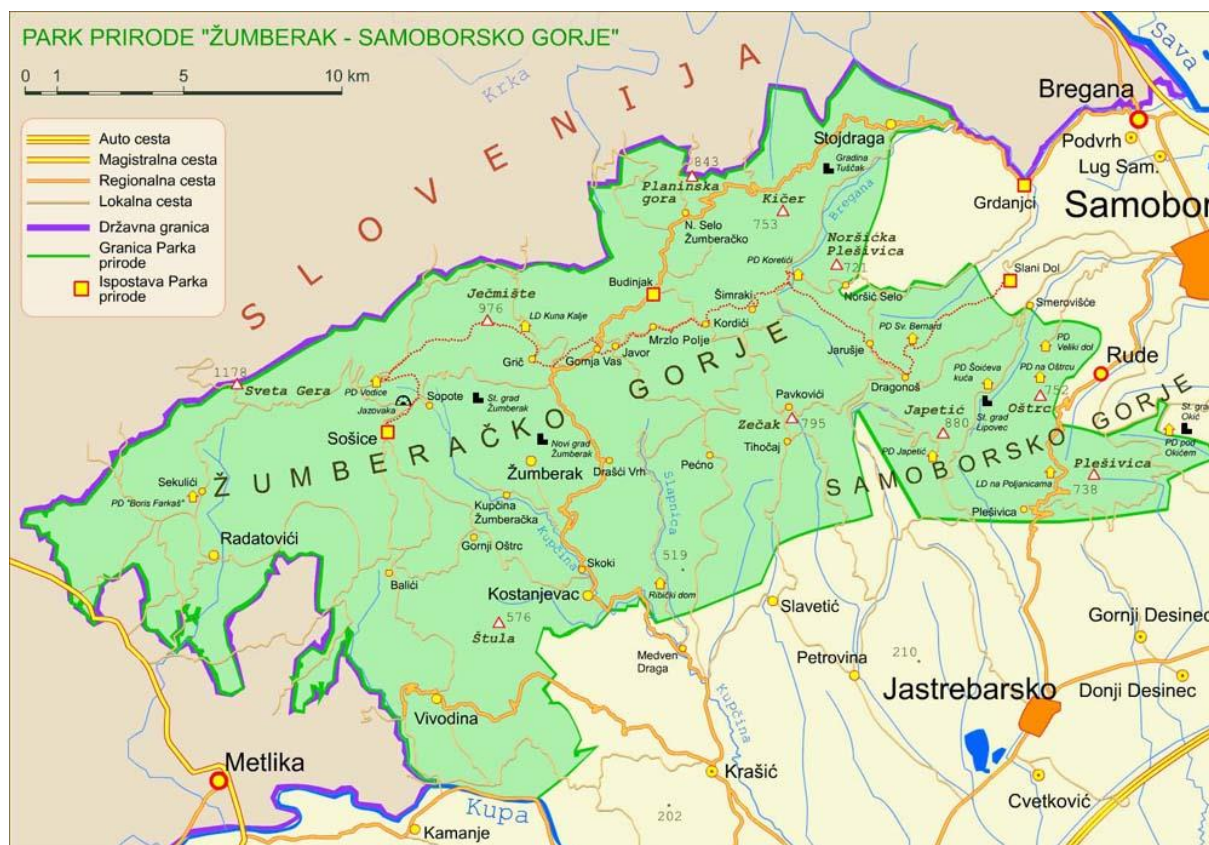 PARK PRIRODE "ŽUMBERAK - SAMOBORSKO GORJE"
0 1 5 10 km
Auto cesta
Magistralna cesta
Regionalna cesta
Lokalna cesta
Državna granica
Granica Parka
prirode
Ispostava Parka
prirode
SLOVENIJA
Krka
Sava
Bregana
Podvrh
Lug Sam.
Stojdraga
Gradina
Tuščak
Grdanjci
Samobor
843
Planinska
gora
Kičer
753
Bregana
N. Selo
Žumberačko
Noršićka
Plešivica
721
PD Koretići
Slani Dol
Noršić Selo
Smerovišće
Budinjak
Šimraki
Ječmište
976
LD Kuna Kalje
Kordići
Mrzlo Polje
Javor
Gornja Vas
Grič
Jarušje
PD Sv. Bernard
PD
Veliki dol
Rude
1178
Sveta Gera
PD Vodice
Jazovaka
Sopote
St. grad
Žumberak
Dragonoš
PD Šoićeva
kuća
PD na Oštrcu
752
Oštrc
Pavkovići
Zečak
795
Japetić
880
St. grad
Lipovec
St. grad
Okić
Sošice
Novi grad
Žumberak
Tihočaj
PD Japetić
PD pod
Okićem
ŽUMBERAČKO GORJE
SAMOBORSKO GORJE
Žumberak
Drašći Vrh
Pećno
Plešivica
LD na Poljanicama
738
Sekulići
PD "Boris Farkaš"
Kupčina
Žumberačka
Slapnica
Plešivica
Radatovići
Gornji Oštrc
Kupčina
Balići
Skoki
519
Kostanjevac
Ribički dom
Slavetić
576
Štula
Gornji Desinec
Medven
Draga
Petrovina
210
Jastrebarsko
Donji Desinec
Vivodina
Kupčina
Metlika
Krašić
Cvetković
Kupa
Kamanje
202